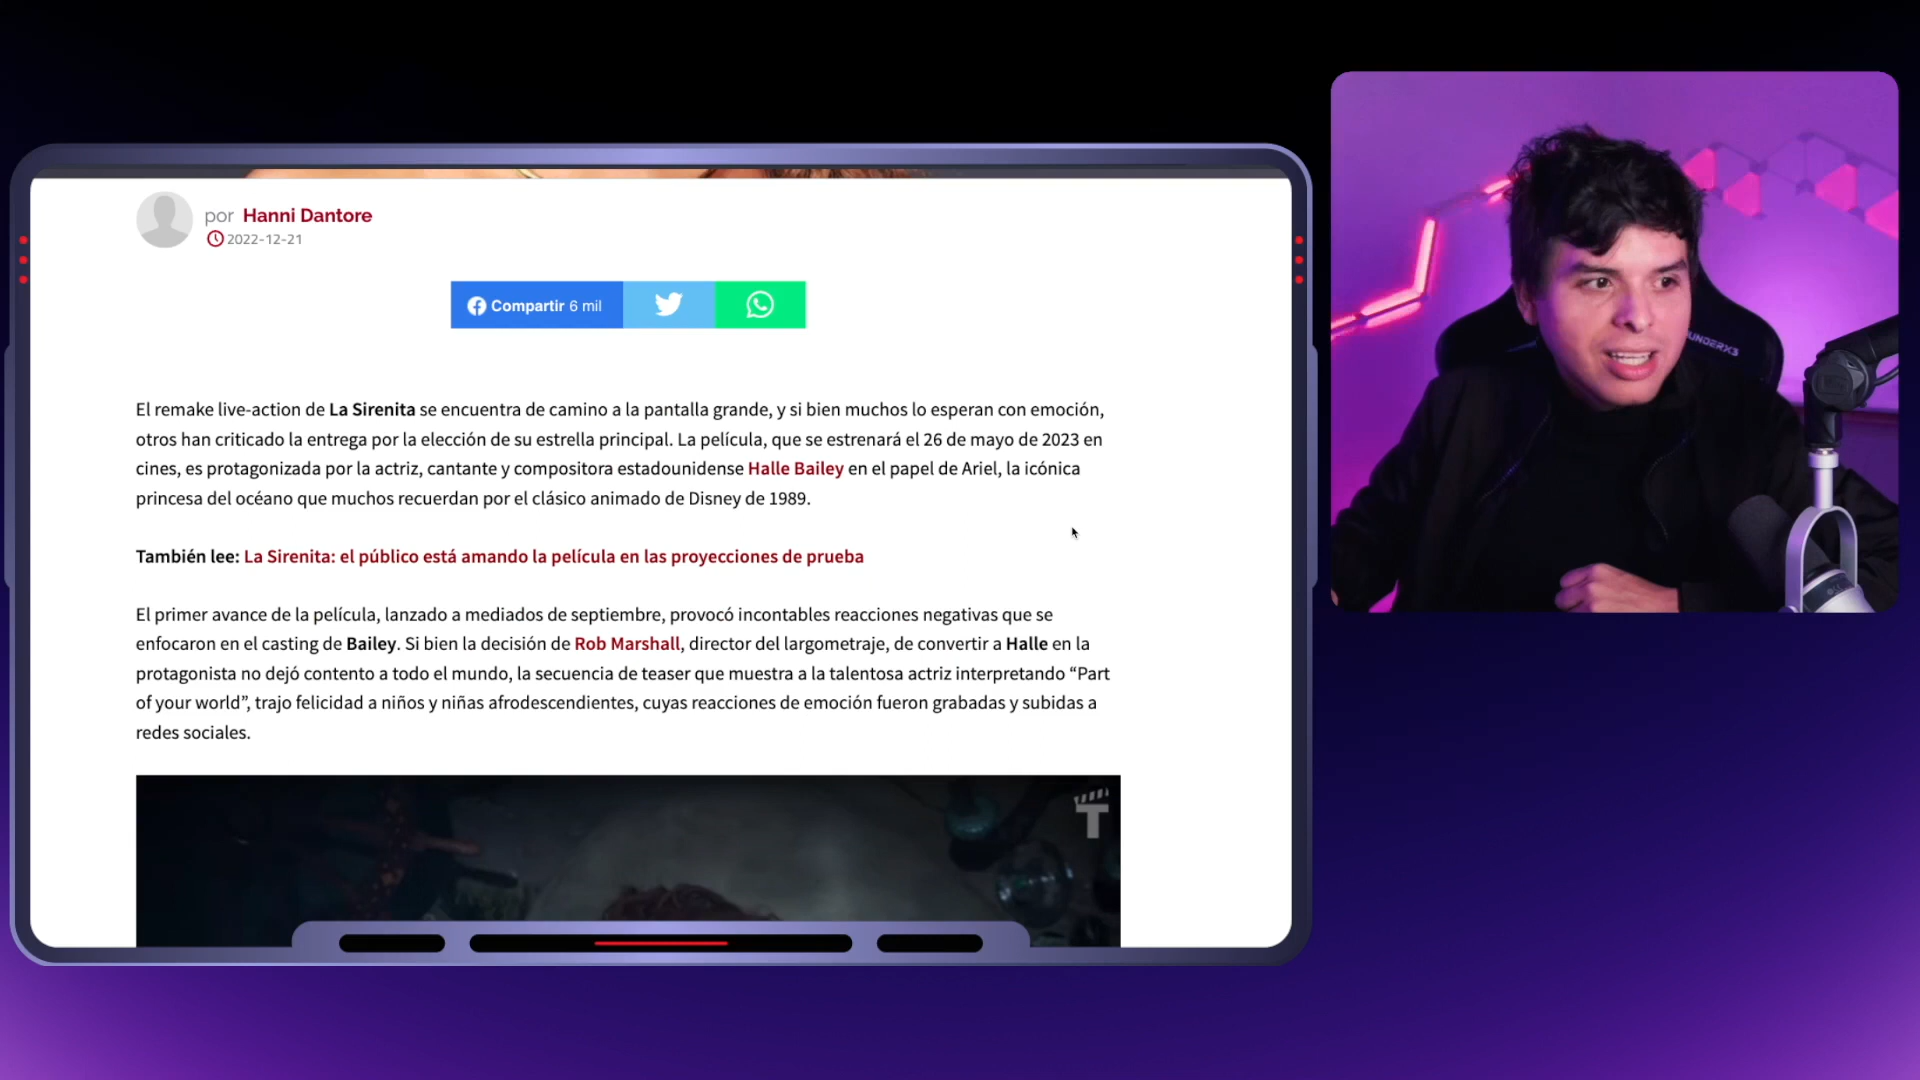 por Hanni Dantore
2022-12-21
Compartir 6 mil
El remake live-action de La Sirenita se encuentra de camino a la pantalla grande, y si bien muchos lo esperan con emoción,
otros han criticado la entrega por la elección de su estrella principal. La película, que se estrenará el 26 de mayo de 2023 en
cines, es protagonizada por la actriz, cantante y compositora estadounidense Halle Bailey en el papel de Ariel, la icónica
princesa del océano que muchos recuerdan por el clásico animado de Disney de 1989.
También lee: La Sirenita: el público está amando la película en las proyecciones de prueba
El primer avance de la película, lanzado a mediados de septiembre, provocó incontables reacciones negativas que se
enfocaron en el casting de Bailey. Si bien la decisión de Rob Marshall, director del largometraje, de convertir a Halle en la
protagonista no dejó contento a todo el mundo, la secuencia de teaser que muestra a la talentosa actriz interpretando “Part
of your world”, trajo felicidad a niños y niñas afrodescendientes, cuyas reacciones de emoción fueron grabadas y subidas a
redes sociales.
T